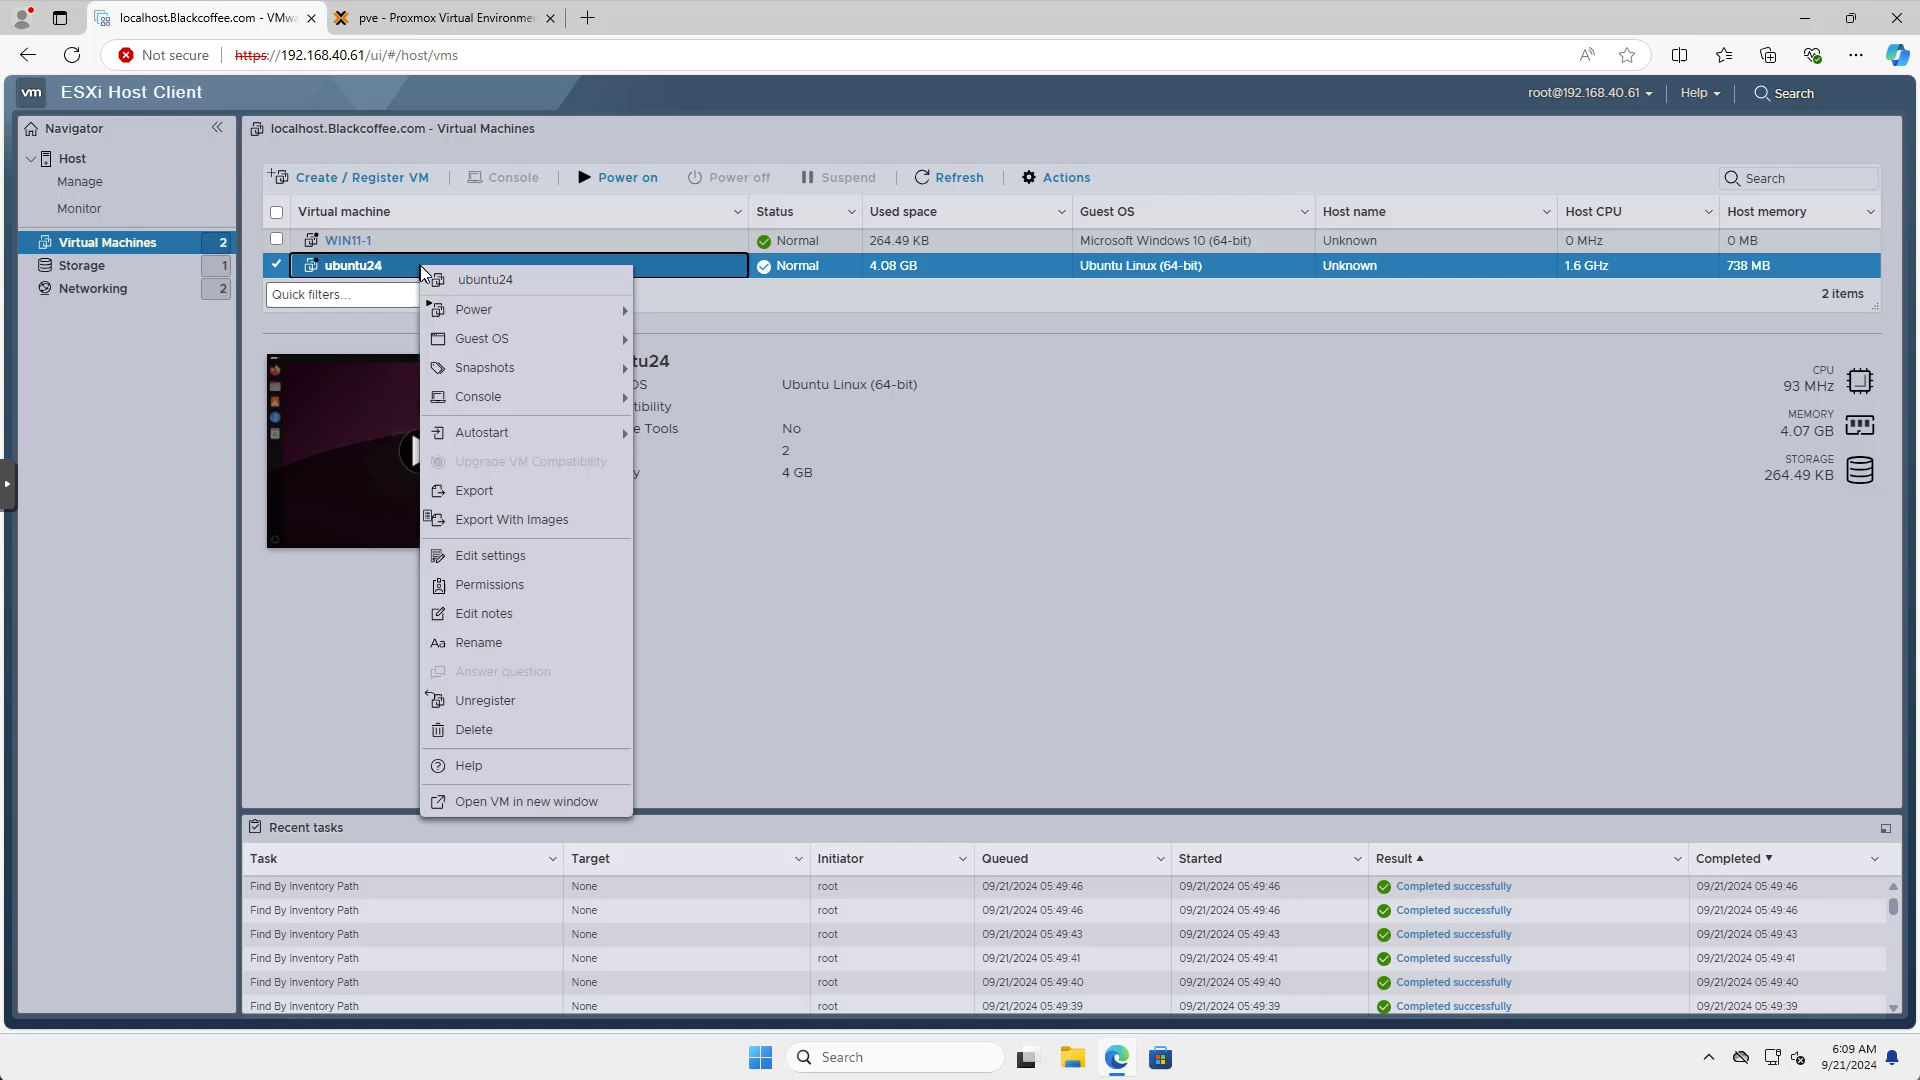 localhost.Blackcoffee.com - VMwa
pve - Proxmox Virtual Environme
Not secure
https://192.168.40.61/ui/#/host/vms
vm
ESXi Host Client
root@192.168.40.61
Help
Search
Navigator
localhost.Blackcoffee.com - Virtual Machines
Host
Manage
Monitor
Virtual Machines 2
Storage 1
Networking 2
Create / Register VM
Console
Power on
Power off
Suspend
Refresh
Actions
Search
Virtual machine Status Used space Guest OS Host name Host CPU Host memory
WIN11-1 Normal 264.49 KB Microsoft Windows 10 (64-bit) Unknown 0 MHz 0 MB
ubuntu24 Normal 4.08 GB Ubuntu Linux (64-bit) Unknown 1.6 GHz 738 MB
Quick filters...
2 items
ubuntu24
Power
Guest OS
Snapshots
Console
Autostart
Upgrade VM Compatibility
Export
Export With Images
Edit settings
Permissions
Edit notes
Rename
Answer question
Unregister
Delete
Help
Open VM in new window
tu24
OS Ubuntu Linux (64-bit)
tibility
e Tools No
2
y 4 GB
CPU
93 MHz
MEMORY
4.07 GB
STORAGE
264.49 KB
Recent tasks
Task Target Initiator Queued Started Result Completed
Find By Inventory Path None root 09/21/2024 05:49:46 09/21/2024 05:49:46 Completed successfully 09/21/2024 05:49:46
Find By Inventory Path None root 09/21/2024 05:49:46 09/21/2024 05:49:46 Completed successfully 09/21/2024 05:49:46
Find By Inventory Path None root 09/21/2024 05:49:43 09/21/2024 05:49:43 Completed successfully 09/21/2024 05:49:43
Find By Inventory Path None root 09/21/2024 05:49:41 09/21/2024 05:49:41 Completed successfully 09/21/2024 05:49:41
Find By Inventory Path None root 09/21/2024 05:49:40 09/21/2024 05:49:40 Completed successfully 09/21/2024 05:49:40
Find By Inventory Path None root 09/21/2024 05:49:39 09/21/2024 05:49:39 Completed successfully 09/21/2024 05:49:39
Search
6:09 AM
9/21/2024